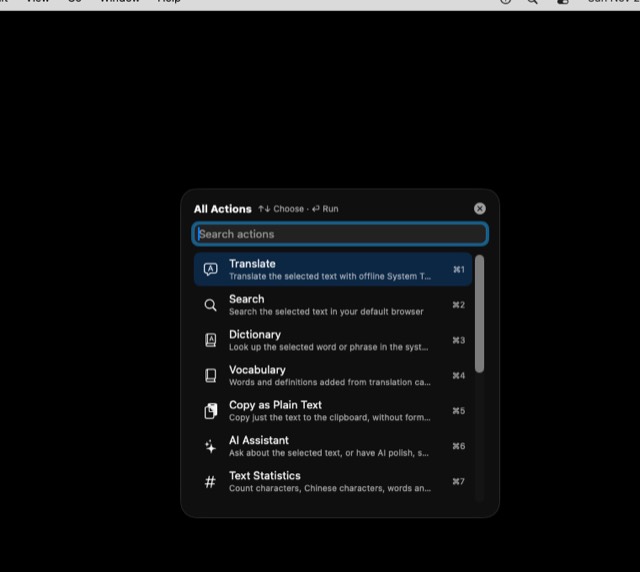 View Go Window Help Sun Nov 2
All Actions ↑↓ Choose · ↩ Run
Search actions
Translate
Translate the selected text with offline System T... ⌘1
Search
Search the selected text in your default browser ⌘2
Dictionary
Look up the selected word or phrase in the syst... ⌘3
Vocabulary
Words and definitions added from translation ca... ⌘4
Copy as Plain Text
Copy just the text to the clipboard, without form... ⌘5
AI Assistant
Ask about the selected text, or have AI polish, s... ⌘6
Text Statistics
Count characters, Chinese characters, words an... ⌘7